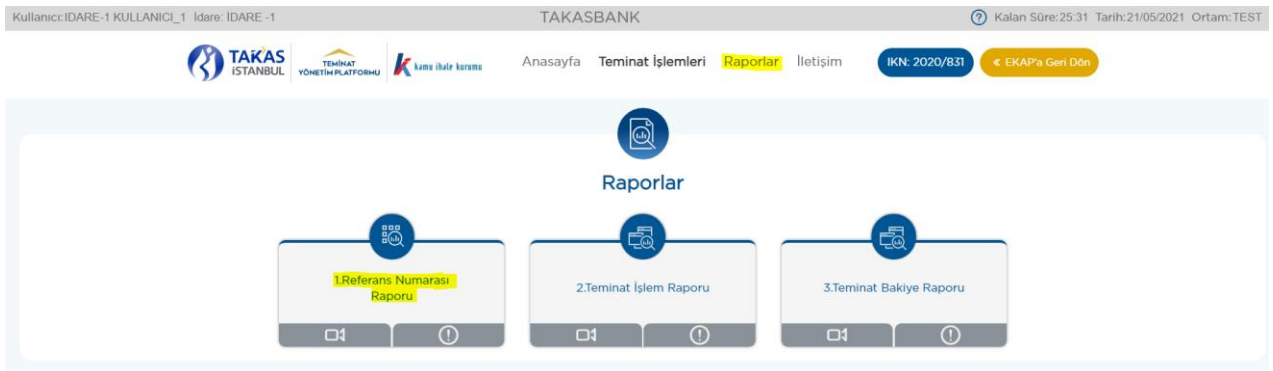 Kullanıcı:IDARE-1 KULLANICI_1 İdare: İDARE -1 TAKASBANK Kalan Süre:25:31 Tarih:21/05/2021 Ortam:TEST
TAKAS İSTANBUL TEMİNAT YÖNETİM PLATFORMU kamu ihale kurumu Anasayfa Teminat İşlemleri Raporlar İletişim IKN: 2020/831 « EKAP'a Geri Dön
Raporlar
1.Referans Numarası
Raporu
2.Teminat İşlem Raporu
3.Teminat Bakiye Raporu